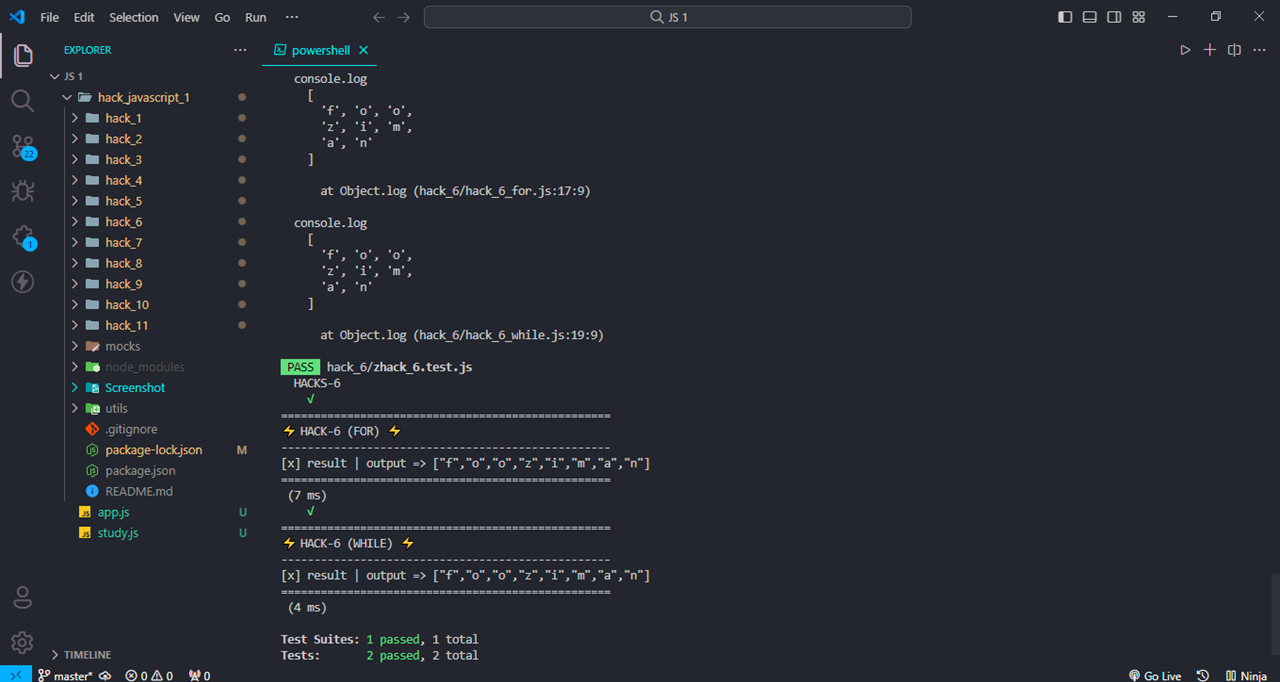 File Edit Selection View Go Run ··· JS 1
EXPLORER ···
JS 1
hack_javascript_1
hack_1
hack_2
hack_3
hack_4
hack_5
hack_6
hack_7
hack_8
hack_9
hack_10
hack_11
mocks
node_modules
Screenshot
utils
.gitignore
package-lock.json M
package.json
README.md
JS app.js U
JS study.js U
TIMELINE
22
1
powershell
console.log
[
'f', 'o', 'o',
'z', 'i', 'm',
'a', 'n'
]
at Object.log (hack_6/hack_6_for.js:17:9)
console.log
[
'f', 'o', 'o',
'z', 'i', 'm',
'a', 'n'
]
at Object.log (hack_6/hack_6_while.js:19:9)
PASS hack_6/zhack_6.test.js
HACKS-6
√
==================================================
⚡ HACK-6 (FOR) ⚡
--------------------------------------------------
[x] result | output => ["f","o","o","z","i","m","a","n"]
==================================================
(7 ms)
√
==================================================
⚡ HACK-6 (WHILE) ⚡
--------------------------------------------------
[x] result | output => ["f","o","o","z","i","m","a","n"]
==================================================
(4 ms)
Test Suites: 1 passed, 1 total
Tests: 2 passed, 2 total
master* 0 0 0 Go Live Ninja